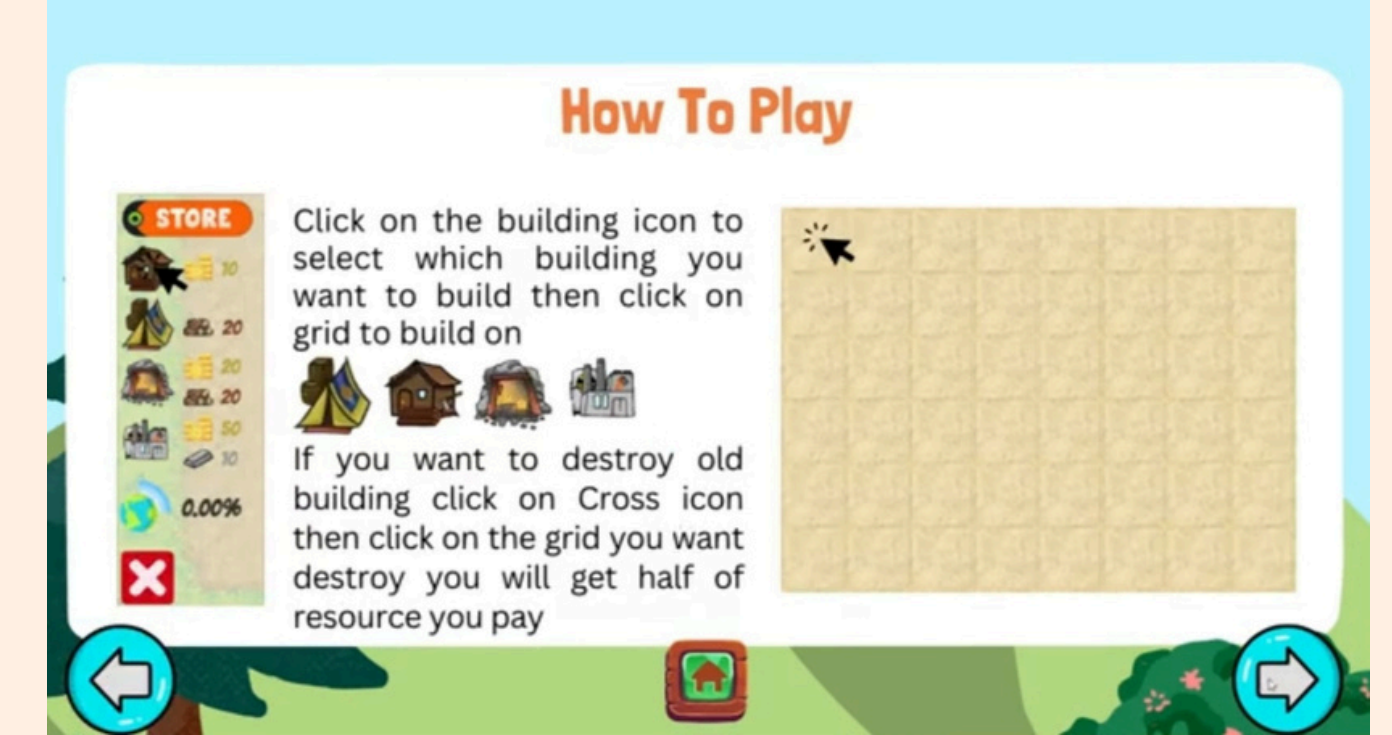 How To Play
STORE
10
20
20
20
50
10
0.00%
Click on the building icon to
select which building you
want to build then click on
grid to build on
If you want to destroy old
building click on Cross icon
then click on the grid you want
destroy you will get half of
resource you pay